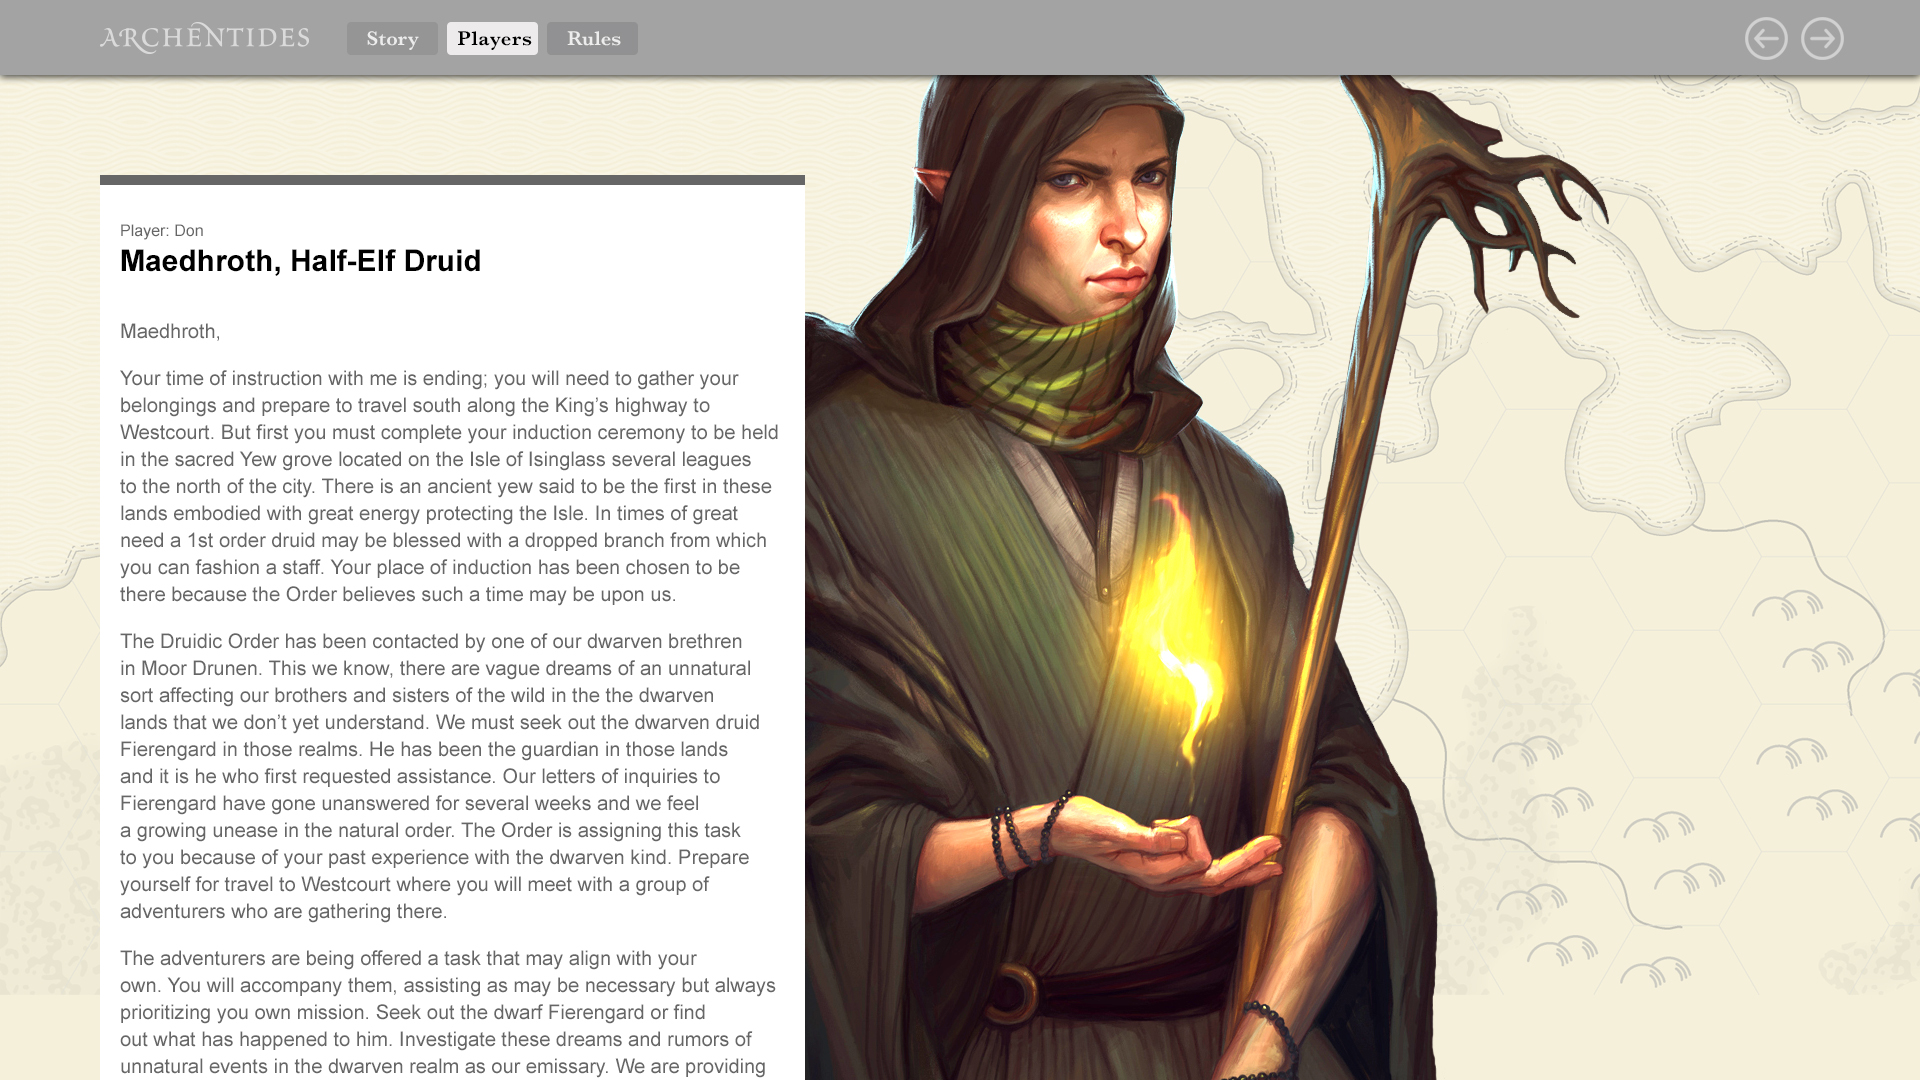 ARCHENTIDES
Story
Players
Rules
Player: Don
Maedhroth, Half-Elf Druid
Maedhroth,
Your time of instruction with me is ending; you will need to gather your
belongings and prepare to travel south along the King’s highway to
Westcourt. But first you must complete your induction ceremony to be held
in the sacred Yew grove located on the Isle of Isinglass several leagues
to the north of the city. There is an ancient yew said to be the first in these
lands embodied with great energy protecting the Isle. In times of great
need a 1st order druid may be blessed with a dropped branch from which
you can fashion a staff. Your place of induction has been chosen to be
there because the Order believes such a time may be upon us.
The Druidic Order has been contacted by one of our dwarven brethren
in Moor Drunen. This we know, there are vague dreams of an unnatural
sort affecting our brothers and sisters of the wild in the the dwarven
lands that we don’t yet understand. We must seek out the dwarven druid
Fierengard in those realms. He has been the guardian in those lands
and it is he who first requested assistance. Our letters of inquiries to
Fierengard have gone unanswered for several weeks and we feel
a growing unease in the natural order. The Order is assigning this task
to you because of your past experience with the dwarven kind. Prepare
yourself for travel to Westcourt where you will meet with a group of
adventurers who are gathering there.
The adventurers are being offered a task that may align with your
own. You will accompany them, assisting as may be necessary but always
prioritizing you own mission. Seek out the dwarf Fierengard or find
out what has happened to him. Investigate these dreams and rumors of
unnatural events in the dwarven realm as our emissary. We are providing